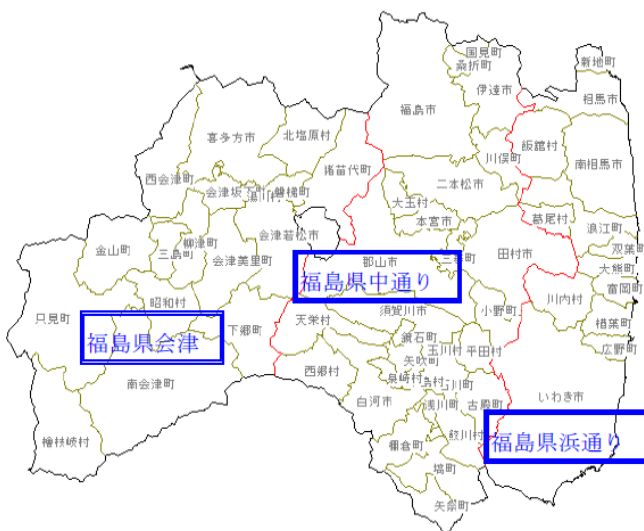 国見町
桑折町
新地町
伊達市
相馬市
福島市
喜多方市
北塩原村
川俣町
飯舘村
南相馬市
猪苗代町
西会津町
二本松市
会津坂下町
湯川村
磐梯町
大玉村
葛尾村
本宮市
浪江町
柳津町
会津若松市
双葉町
金山町
三島町
会津美里町
郡山市
三春町
田村市
大熊町
富岡町
福島県中通り
川内村
昭和村
須賀川市
小野町
楢葉町
只見町
天栄村
下郷町
鏡石町
広野町
福島県会津
玉川村
平田村
矢吹町
西郷村
泉崎村
石川町
南会津町
いわき市
白河市
浅川町
古殿町
鮫川村
福島県浜通り
棚倉町
檜枝岐村
塙町
矢祭町